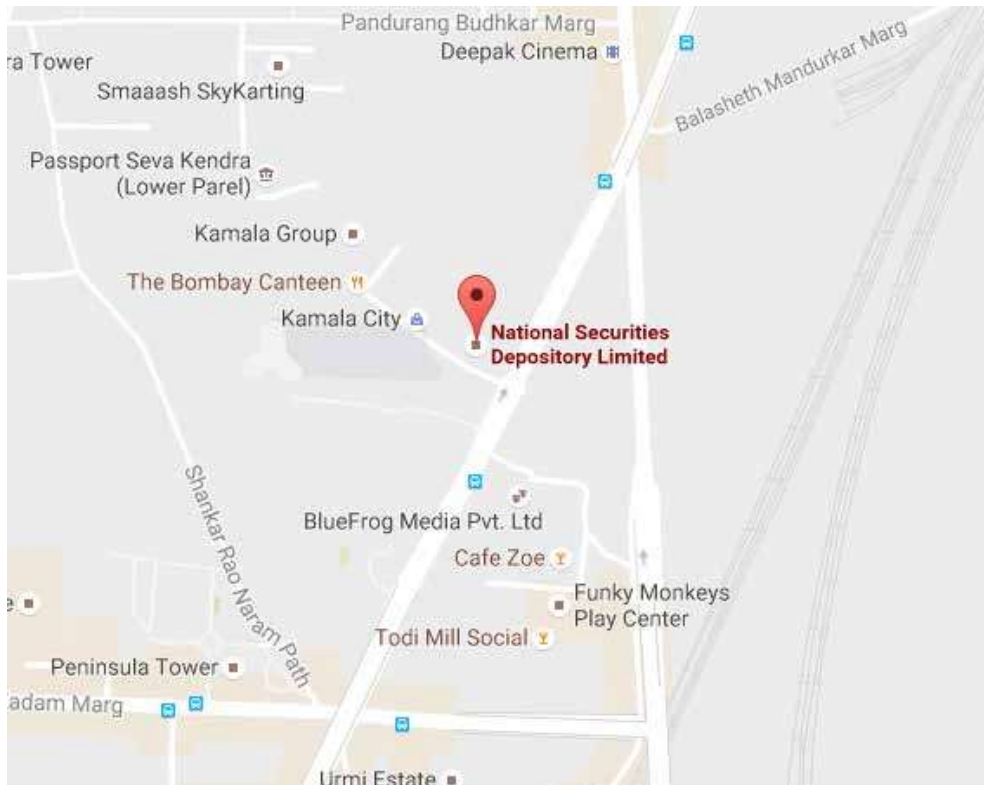 Pandurang Budhkar Marg
Deepak Cinema
ra Tower
Smaaash SkyKarting
Balasheth Mandurkar Marg
Passport Seva Kendra
(Lower Parel)
Kamala Group
The Bombay Canteen
Kamala City
National Securities
Depository Limited
Shankar Rao Naram Path
BlueFrog Media Pvt. Ltd
Cafe Zoe
e
Funky Monkeys
Play Center
Todi Mill Social
Peninsula Tower
adam Marg
Urmi Estate